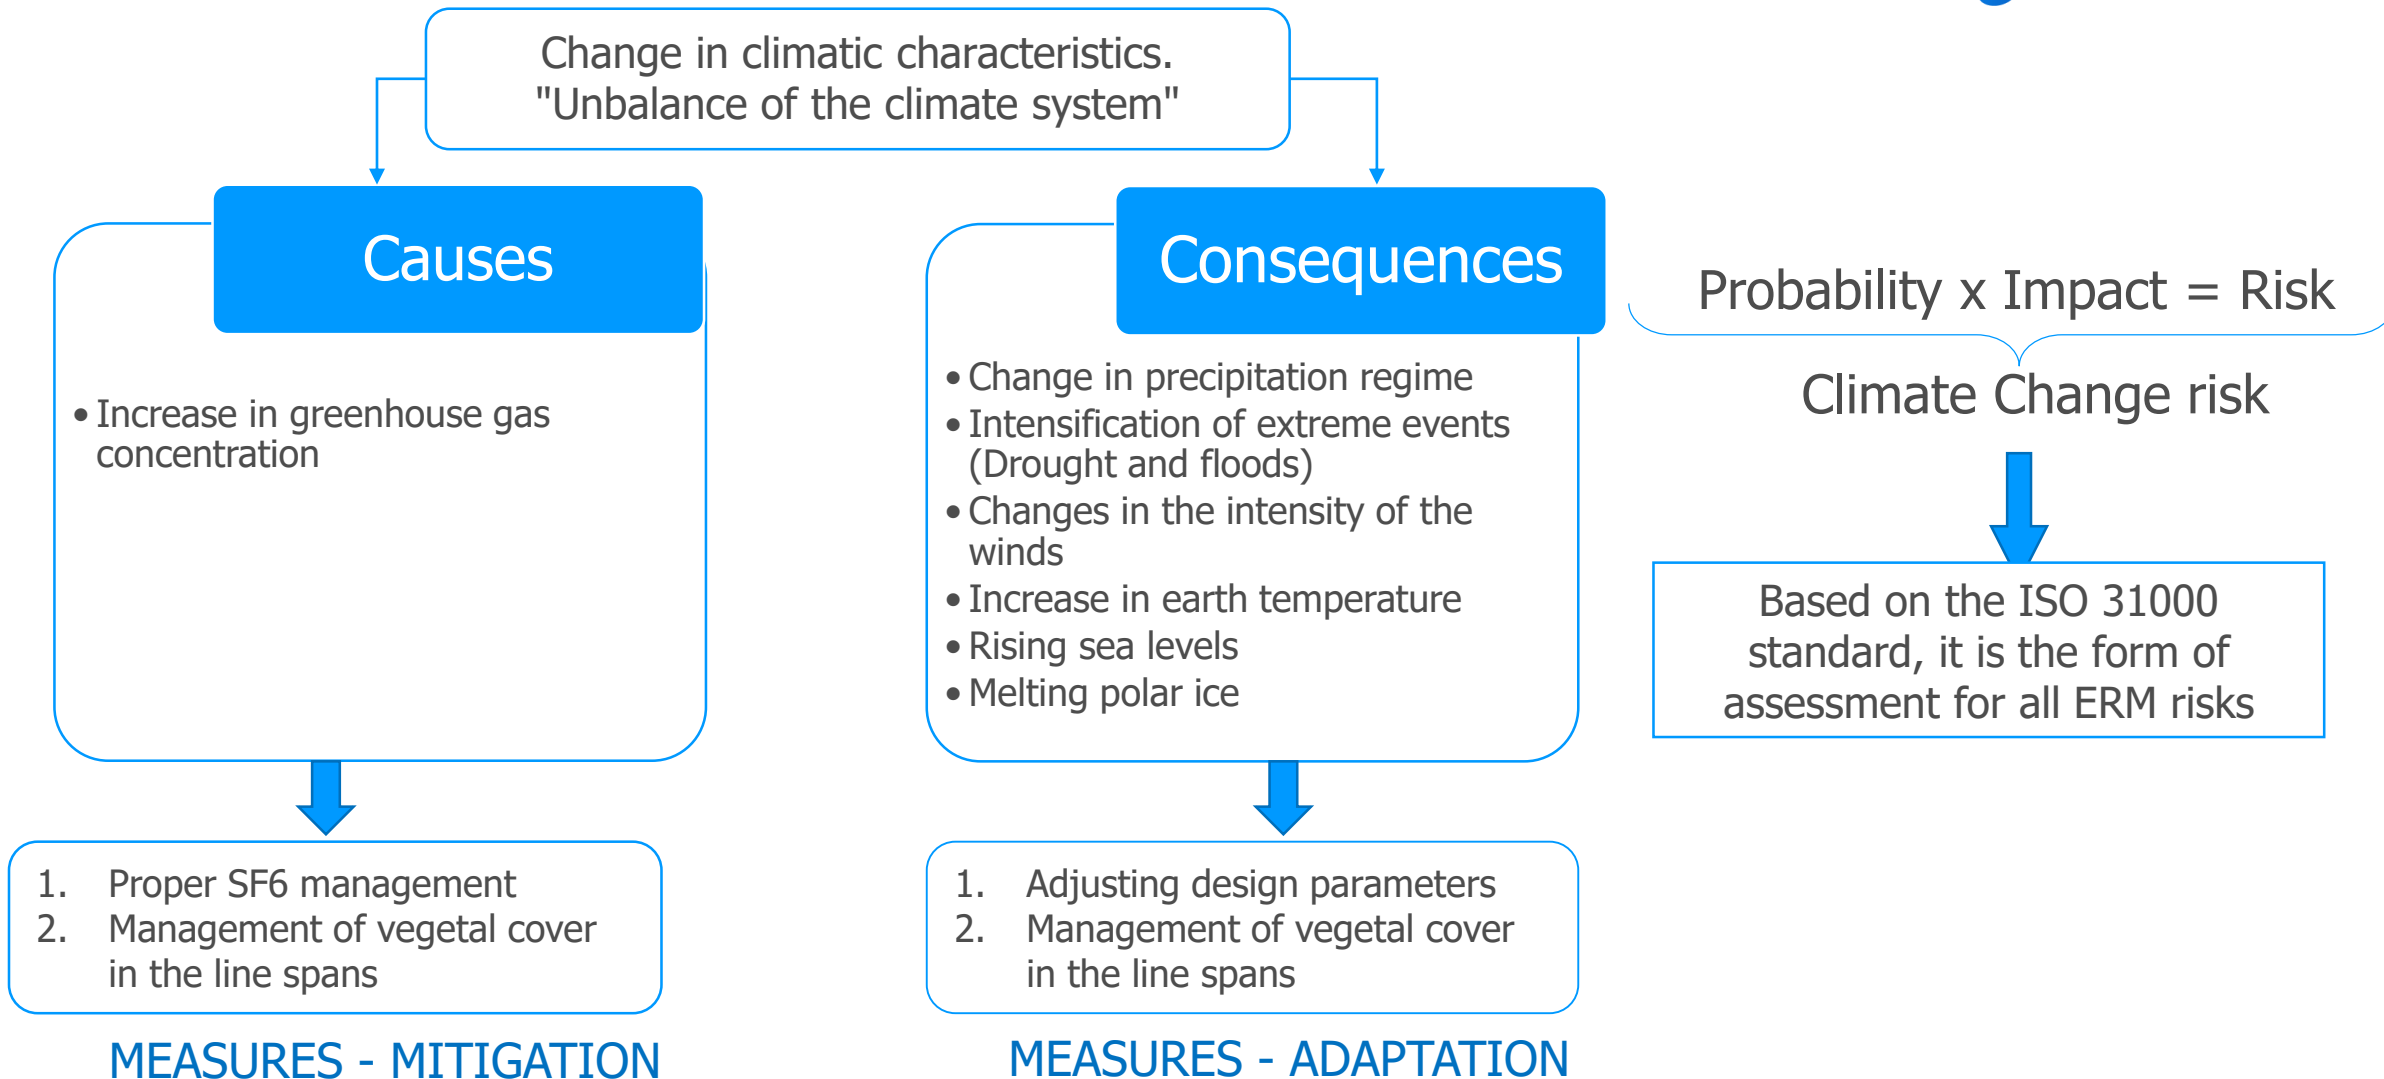 Change in climatic characteristics.
"Unbalance of the climate system"
Causes
• Increase in greenhouse gas
concentration
1. Proper SF6 management
2. Management of vegetal cover
in the line spans
MEASURES - MITIGATION
Consequences
• Change in precipitation regime
• Intensification of extreme events
(Drought and floods)
• Changes in the intensity of the
winds
• Increase in earth temperature
• Rising sea levels
• Melting polar ice
1. Adjusting design parameters
2. Management of vegetal cover
in the line spans
MEASURES - ADAPTATION
Probability x Impact = Risk
Climate Change risk
Based on the ISO 31000
standard, it is the form of
assessment for all ERM risks